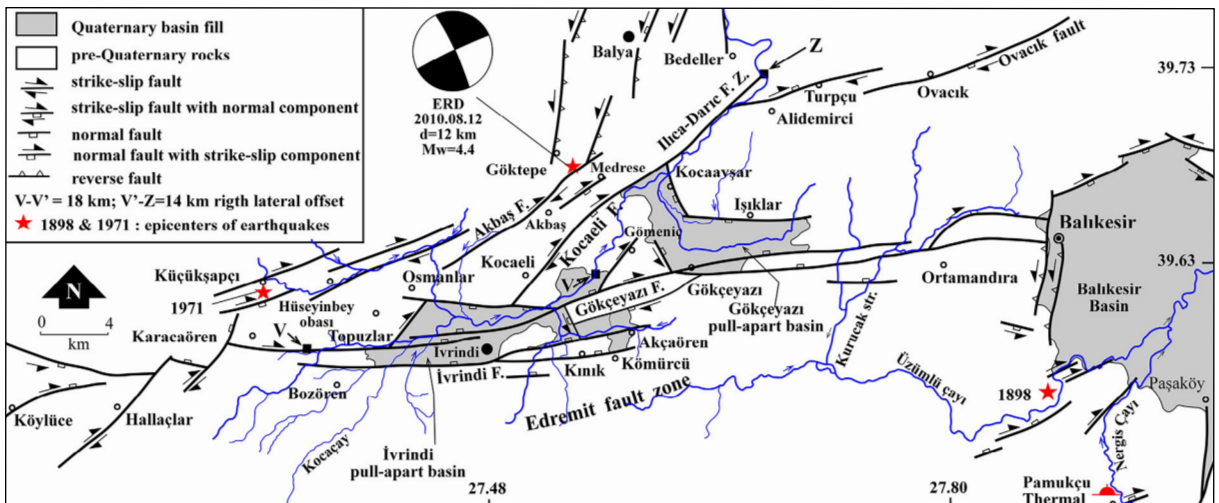 Quaternary basin fill
pre-Quaternary rocks
strike-slip fault
strike-slip fault with normal component
normal fault
normal fault with strike-slip component
reverse fault
V-V' = 18 km; V'-Z=14 km rigth lateral offset
1898 & 1971 : epicenters of earthquakes
ERD
2010.08.12
d=12 km
Mw=4.4
Balya
Bedeller
Z
Ovacık fault
39.73
Ilıca-Darıc F. Z.
Turpçu
Ovacık
Alidemirci
Göktepe
Medrese
Kocaavşar
Akbaş F.
Akbaş
Kocaeli F.
Işıklar
Gömeniç
Balıkesir
Küçükşapçı
Osmanlar
Kocaeli
V'
Ortamandıra
39.63
N
0 4
km
1971
Hüseyinbey
obası
Gökçeyazı F.
Gökçeyazı
Gökçeyazı
pull-apart basin
Balıkesir
Basin
Karacaören
V
Topuzlar
İvrindi
Akçaören
Kurucak str.
İvrindi F.
Kınık
Kömürcü
Bozören
Edremit fault zone
Üzümlü çayı
1898
Paşaköy
Köylüce
Hallaçlar
Kocaçay
İvrindi
pull-apart basin
Nergis Çayı
27.48
27.80
Pamukçu
Thermal